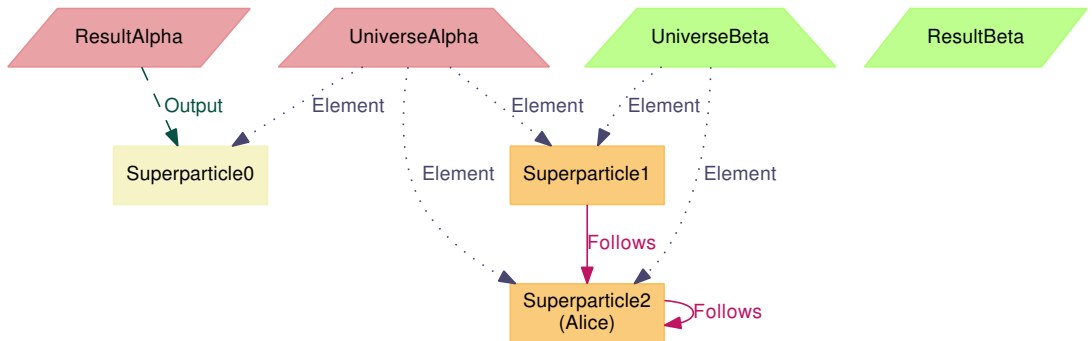 ResultAlpha
UniverseAlpha
UniverseBeta
ResultBeta
Output
Element
Element
Element
Superparticle0
Element
Superparticle1
Element
Follows
Superparticle2
(Alice)
Follows